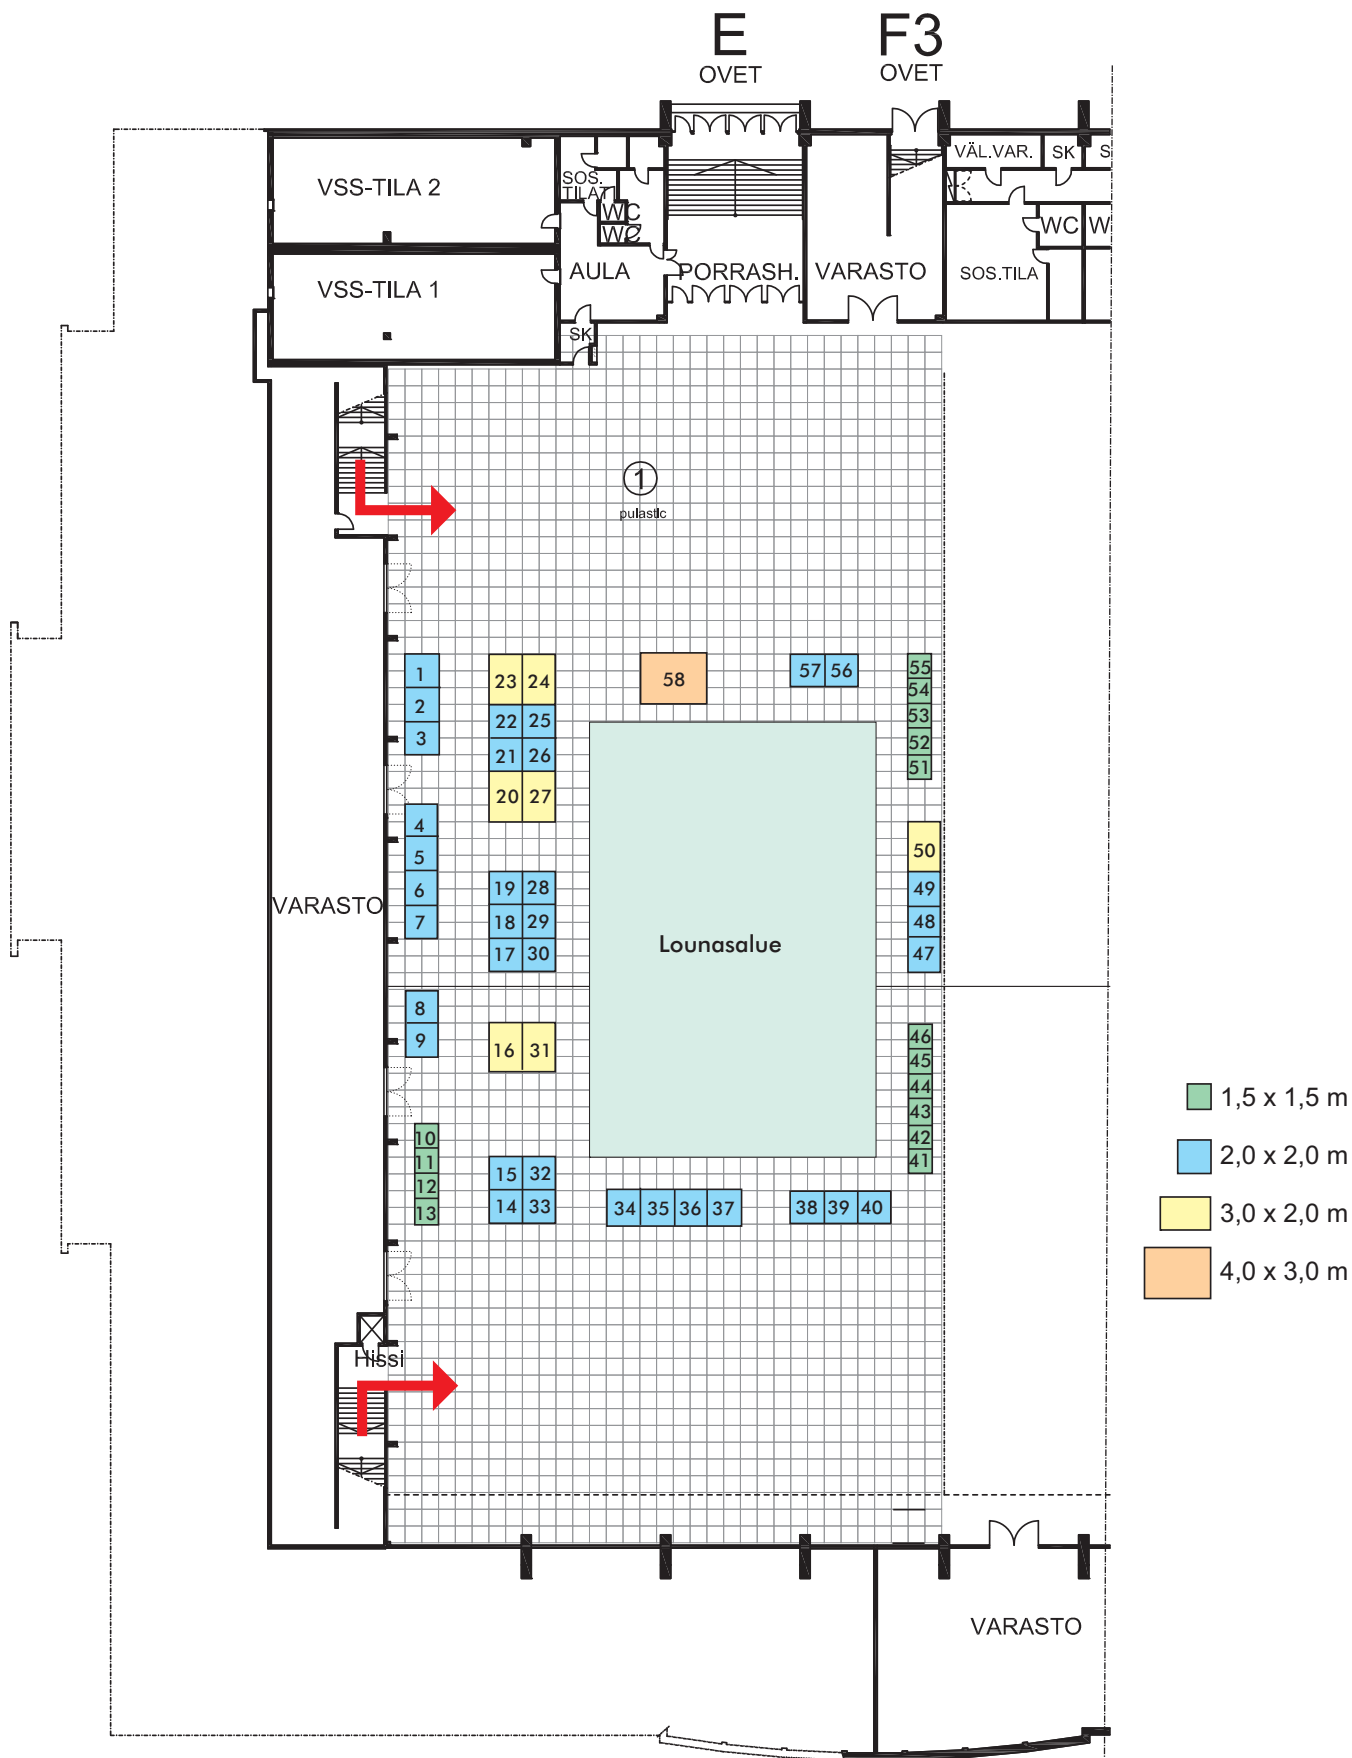 E
OVET
F3
OVET
VSS-TILA 2
SOS.
TILAT
WC
WC
VÄL.VAR.
SK
S
WC
W
VSS-TILA 1
AULA
PORRASH.
VARASTO
SOS.TILA
SK
1
pulastic
1
2
3
23 24
22 25
21 26
20 27
58
57 56
55
54
53
52
51
4
5
6
7
VARASTO
19 28
18 29
17 30
Lounasalue
50
49
48
47
8
9
16 31
46
45
44
43
42
41
10
11
12
13
15 32
14 33
34 35 36 37
38 39 40
1,5 x 1,5 m
2,0 x 2,0 m
3,0 x 2,0 m
4,0 x 3,0 m
Hissi
VARASTO